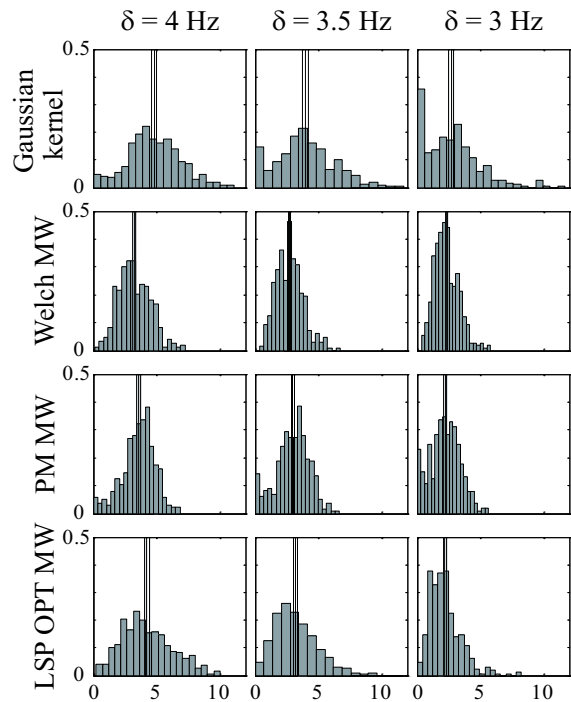 δ = 4 Hz δ = 3.5 Hz δ = 3 Hz
Gaussian
kernel
0.5
0
Welch MW
0.5
0
PM MW
0.5
0
LSP OPT MW
0.5
0
0 5 10 0 5 10 0 5 10